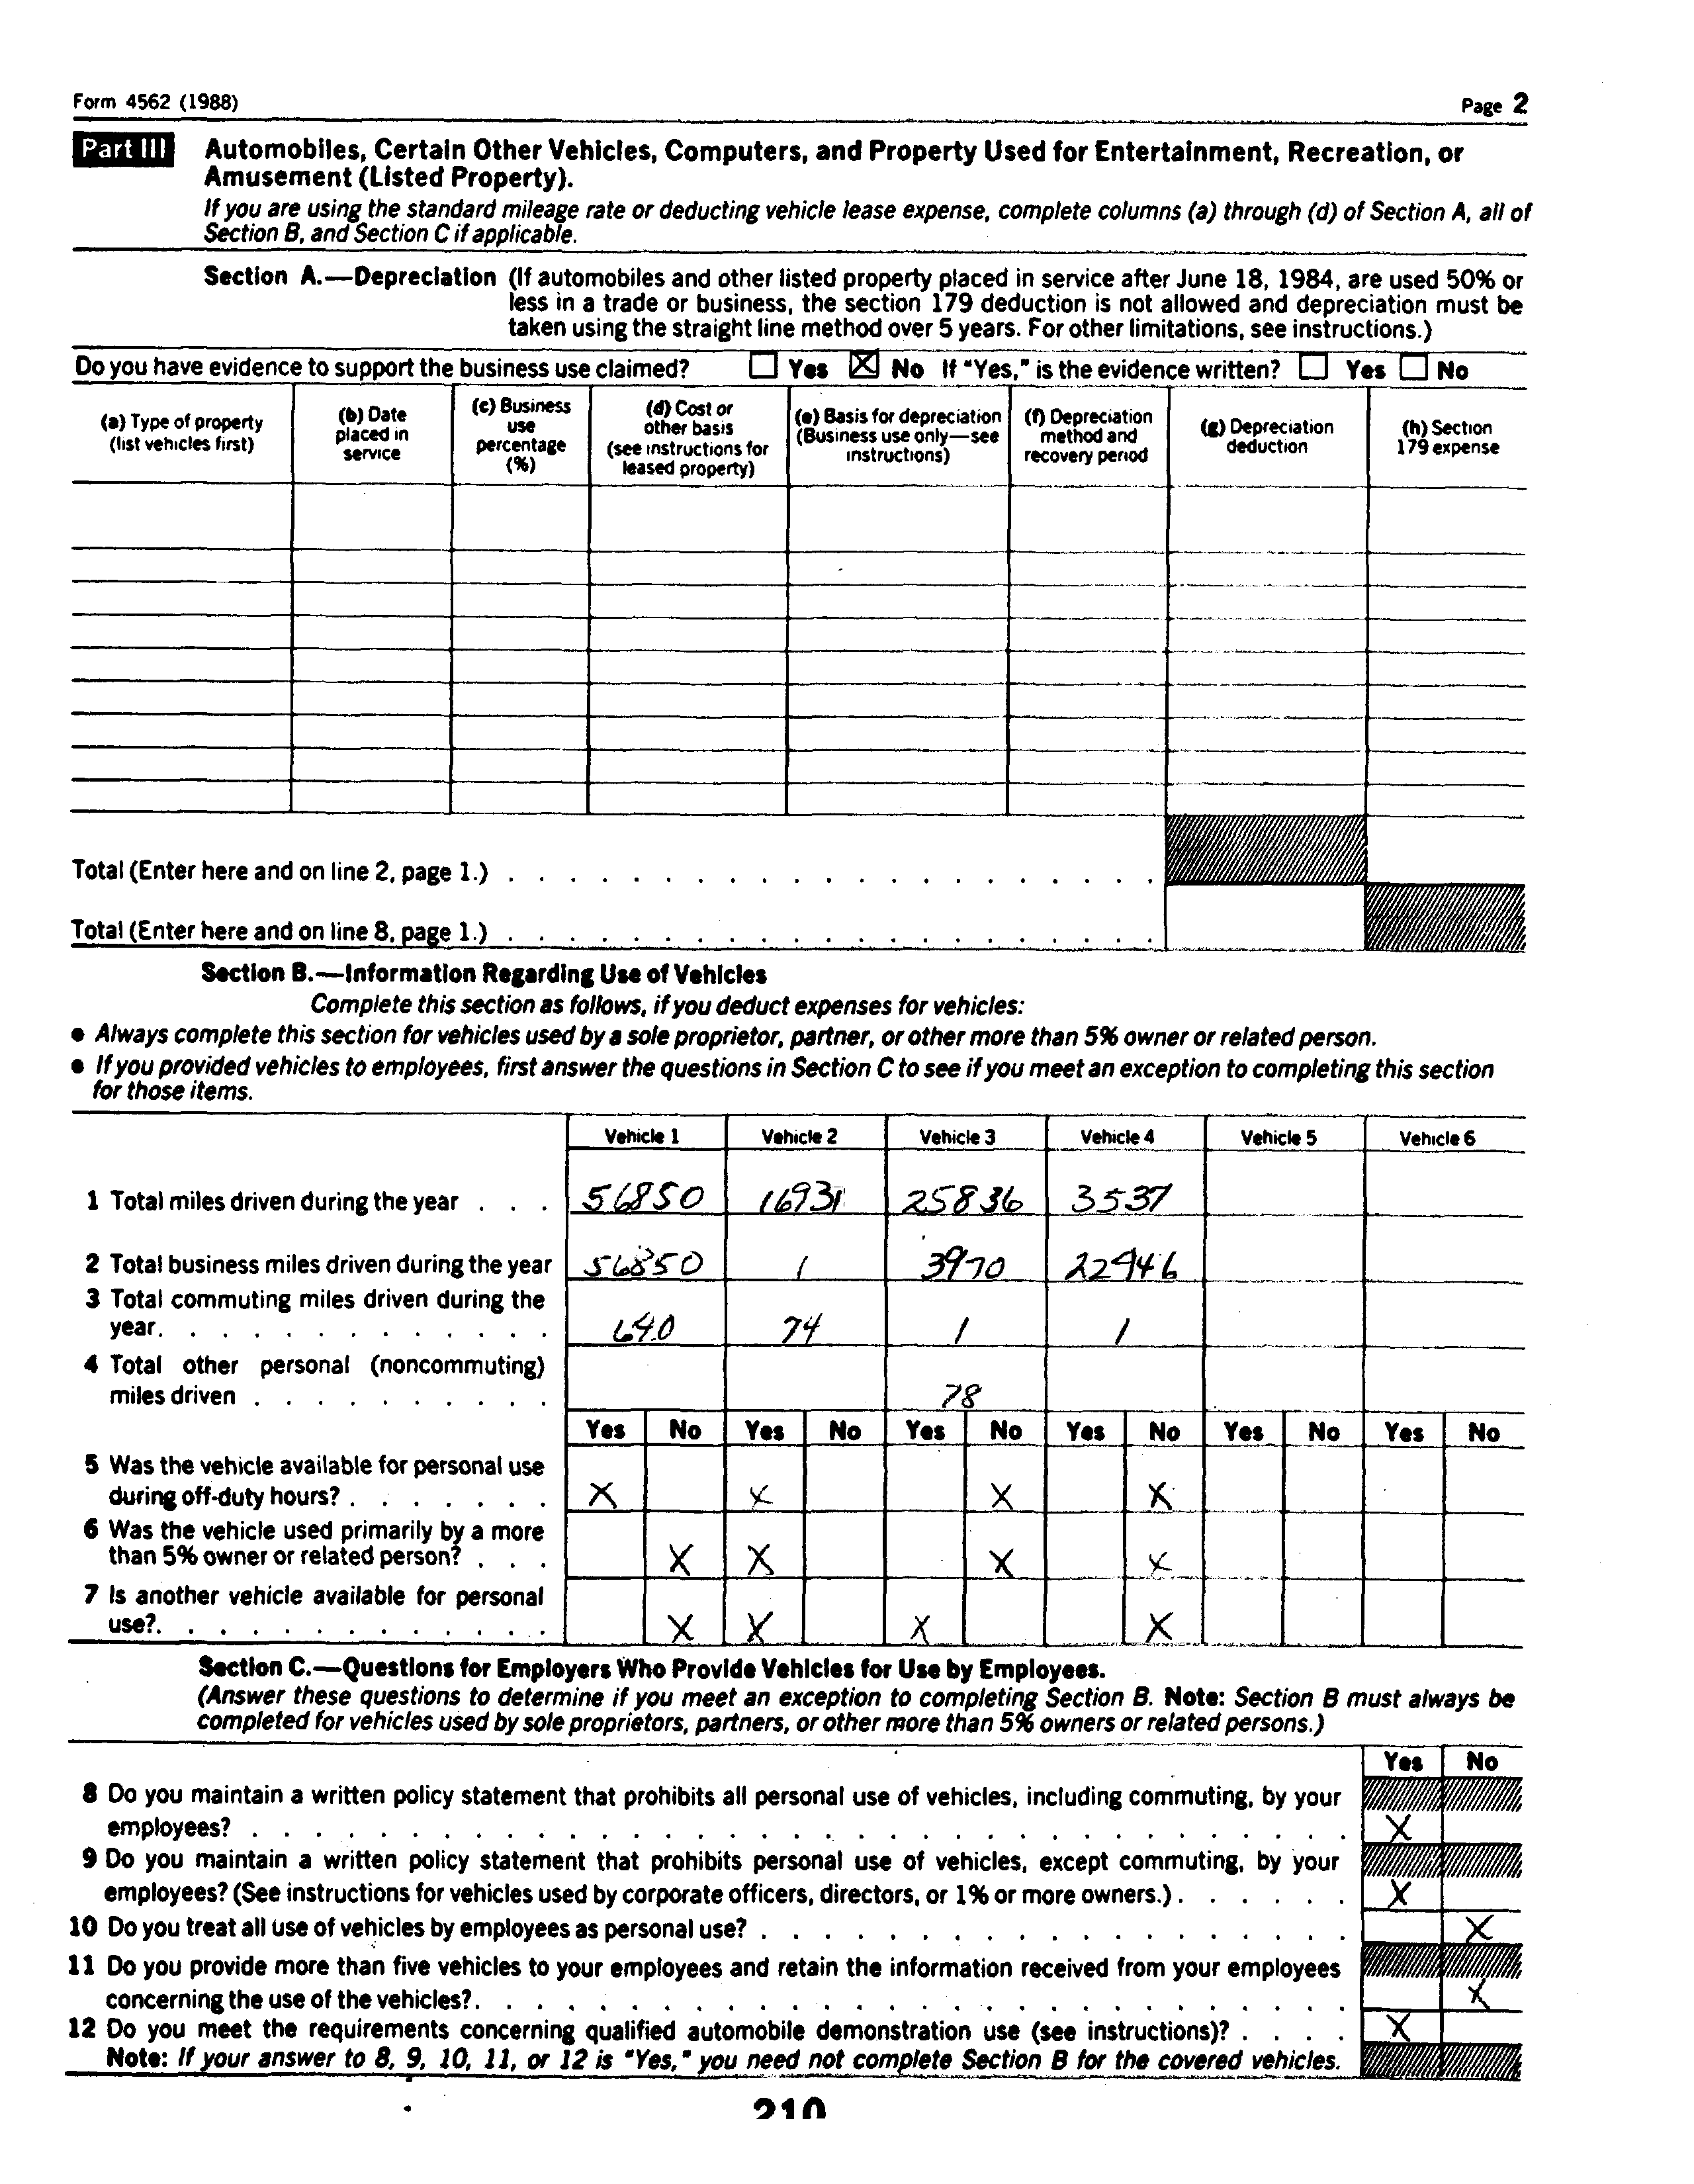 Form 4562 (1988) Page 2
Part III Automobiles, Certain Other Vehicles, Computers, and Property Used for Entertainment, Recreation, or
Amusement (Listed Property).
If you are using the standard mileage rate or deducting vehicle lease expense, complete columns (a) through (d) of Section A, all of
Section B, and Section C if applicable.
Section A.—Depreciation (If automobiles and other listed property placed in service after June 18, 1984, are used 50% or
less in a trade or business, the section 179 deduction is not allowed and depreciation must be
taken using the straight line method over 5 years. For other limitations, see instructions.)
Do you have evidence to support the business use claimed? ☐ Yes ☒ No If "Yes," is the evidence written? ☐ Yes ☐ No
(a) Type of property
(list vehicles first)
(b) Date
placed in
service
(c) Business
use
percentage
(%)
(d) Cost or
other basis
(see instructions for
leased property)
(e) Basis for depreciation
(Business use only—see
instructions)
(f) Depreciation
method and
recovery period
(g) Depreciation
deduction
(h) Section
179 expense
Total (Enter here and on line 2, page 1.) . . . . . . . . . . . . . . . . . . . . .
Total (Enter here and on line 8, page 1.) . . . . . . . . . . . . . . . . . . . . .
Section B.—Information Regarding Use of Vehicles
Complete this section as follows, if you deduct expenses for vehicles:
● Always complete this section for vehicles used by a sole proprietor, partner, or other more than 5% owner or related person.
● If you provided vehicles to employees, first answer the questions in Section C to see if you meet an exception to completing this section
for those items.
Vehicle 1 Vehicle 2 Vehicle 3 Vehicle 4 Vehicle 5 Vehicle 6
1 Total miles driven during the year . . . 56850 16931 25836 3537
2 Total business miles driven during the year 56850 1 3970 22946
3 Total commuting miles driven during the
year. . . . . . . . . . . . . 640 74 1 1
4 Total other personal (noncommuting)
miles driven . . . . . . . . . . 78
Yes No Yes No Yes No Yes No Yes No Yes No
5 Was the vehicle available for personal use
during off-duty hours? . . . . . . . X X X X
6 Was the vehicle used primarily by a more
than 5% owner or related person? . . . X X X X
7 Is another vehicle available for personal
use?. . . . . . . . . . . . . X X X X
Section C.—Questions for Employers Who Provide Vehicles for Use by Employees.
(Answer these questions to determine if you meet an exception to completing Section B. Note: Section B must always be
completed for vehicles used by sole proprietors, partners, or other more than 5% owners or related persons.)
Yes No
8 Do you maintain a written policy statement that prohibits all personal use of vehicles, including commuting, by your
employees? . . . . . . . . . . . . . . . . . . . . . . . . . . . . . . . . . . . X
9 Do you maintain a written policy statement that prohibits personal use of vehicles, except commuting, by your
employees? (See instructions for vehicles used by corporate officers, directors, or 1% or more owners.) . . . . . . X
10 Do you treat all use of vehicles by employees as personal use? . . . . . . . . . . . . . . . . . . . X
11 Do you provide more than five vehicles to your employees and retain the information received from your employees
concerning the use of the vehicles?. . . . . . . . . . . . . . . . . . . . . . . . . . . . X
12 Do you meet the requirements concerning qualified automobile demonstration use (see instructions)? . . . . X
Note: If your answer to 8, 9, 10, 11, or 12 is "Yes," you need not complete Section B for the covered vehicles.
210